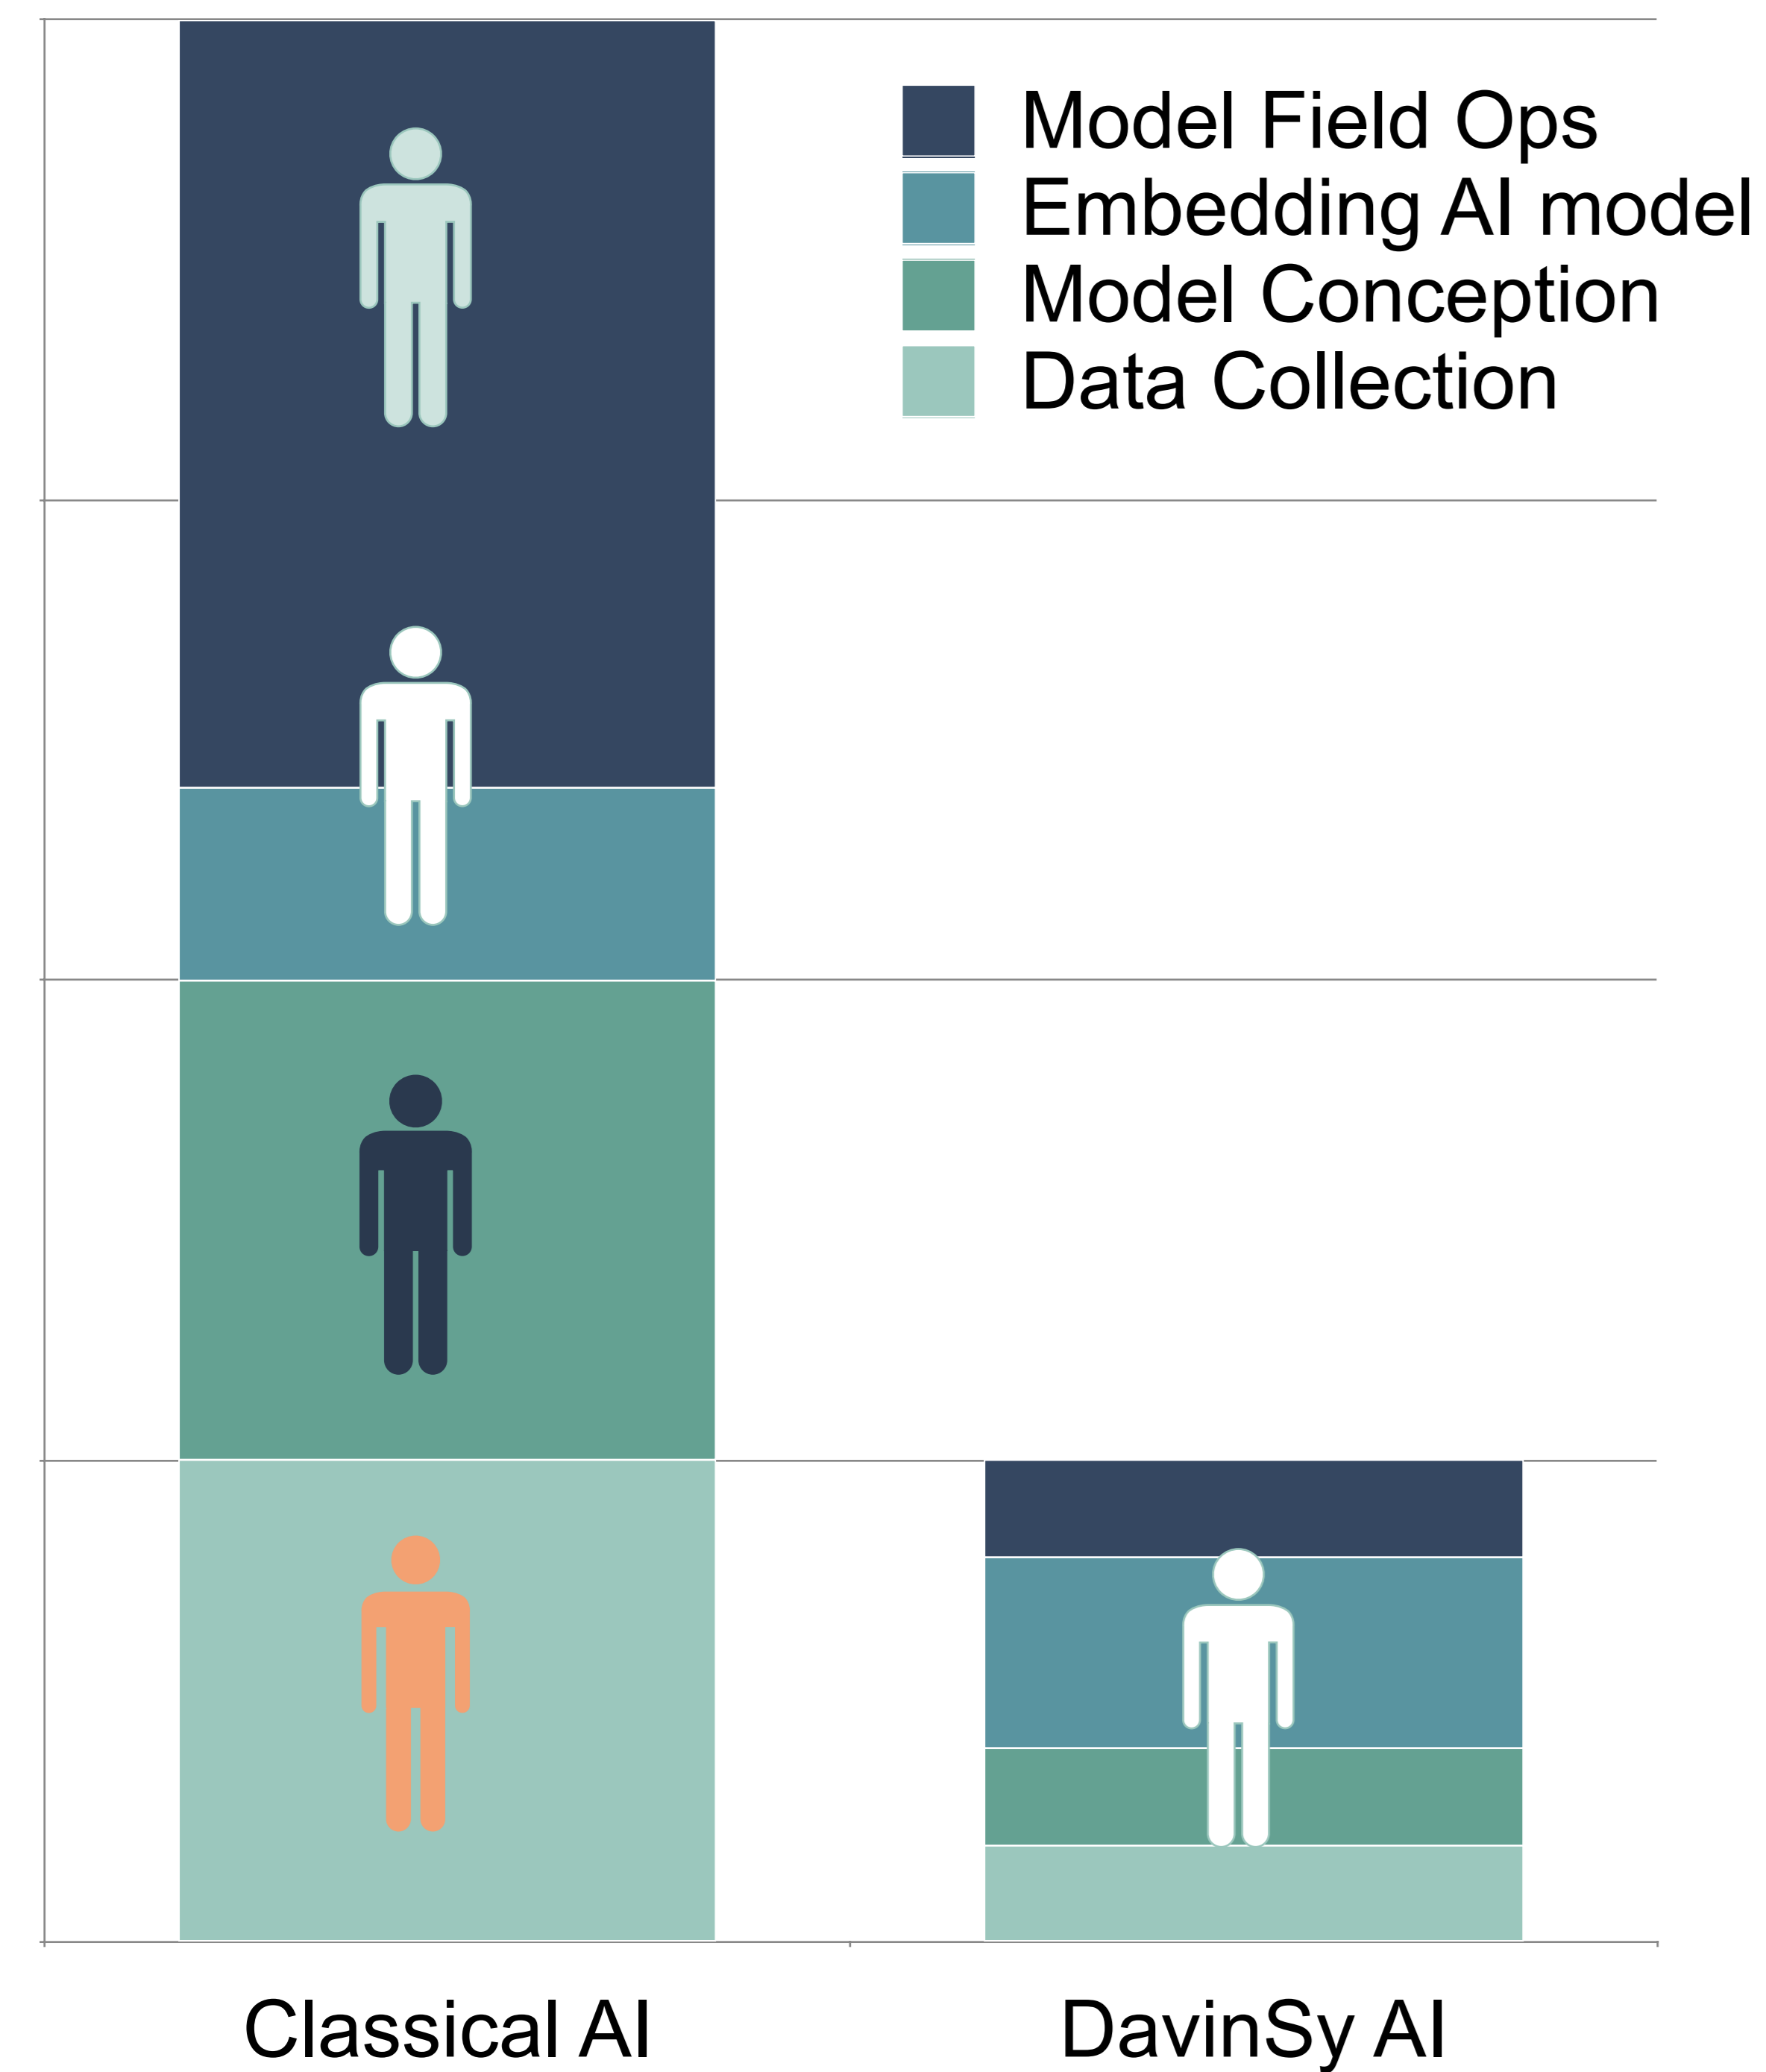 Model Field Ops
Embedding AI model
Model Conception
Data Collection
Classical AI
DavinSy AI